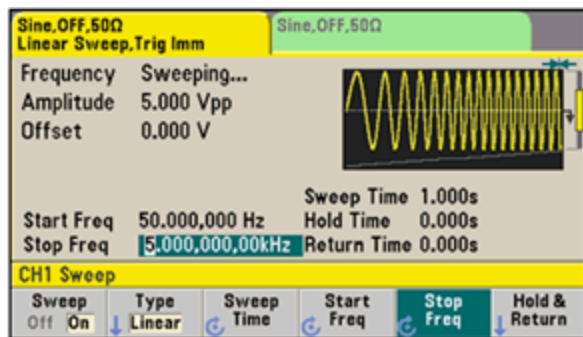 Sine,OFF,50Ω
Linear Sweep,Trig Imm
Sine,OFF,50Ω
Frequency Sweeping...
Amplitude 5.000 Vpp
Offset 0.000 V
Sweep Time 1.000s
Start Freq 50.000,000 Hz Hold Time 0.000s
Stop Freq 5.000,000,00kHz Return Time 0.000s
CH1 Sweep
Sweep Off On
Type Linear
Sweep Time
Start Freq
Stop Freq
Hold & Return